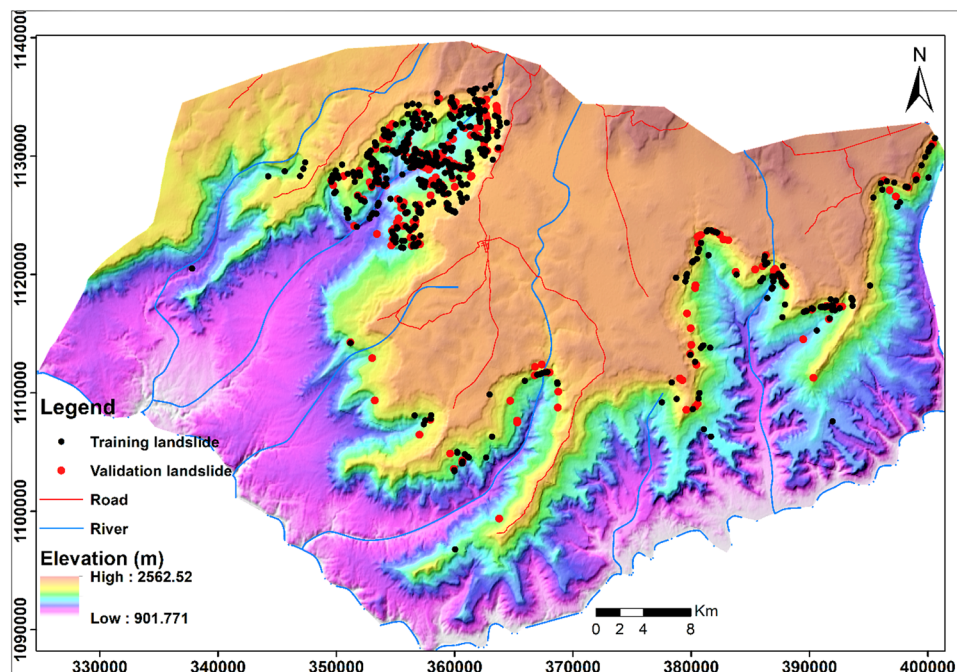 1140000
N
1130000
1120000
1110000
Legend
Training landslide
Validation landslide
1100000
Road
River
Elevation (m)
High : 2562.52
Low : 901.771
1090000
Km
0 2 4 8
330000 340000 350000 360000 370000 380000 390000 400000